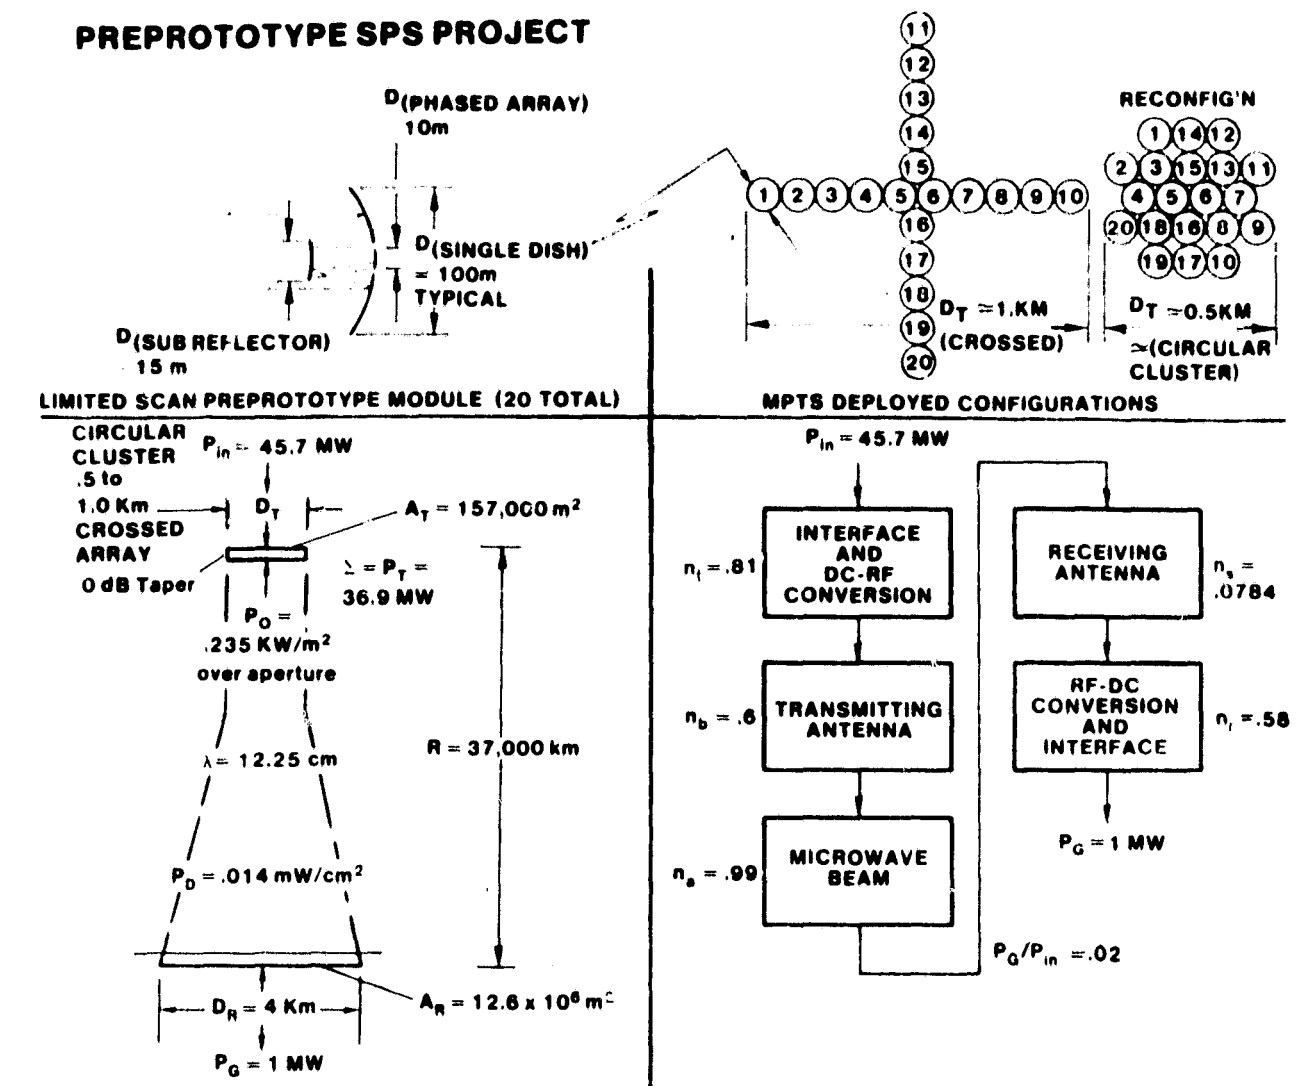 PREPROTOTYPE SPS PROJECT
D(PHASED ARRAY)
10m
D(SINGLE DISH)
= 100m
TYPICAL
D(SUB REFLECTOR)
15 m
LIMITED SCAN PREPROTOTYPE MODULE (20 TOTAL)
11
12
13
14
15
1 2 3 4 5 6 7 8 9 10
16
17
18
19
20
D_T ≃ 1.KM
(CROSSED)
RECONFIG'N
1 14 12
2 3 15 13 11
4 5 6 7
20 18 16 8 9
19 17 10
D_T ≃ 0.5KM
≃(CIRCULAR
CLUSTER)
MPTS DEPLOYED CONFIGURATIONS
CIRCULAR
CLUSTER
.5 to
1.0 Km
CROSSED
ARRAY
0 dB Taper
P_in = 45.7 MW
D_T
A_T = 157,000 m²
Σ = P_T =
36.9 MW
P_O =
.235 KW/m²
over aperture
λ = 12.25 cm
R = 37,000 km
P_D = .014 mW/cm²
D_R = 4 Km
A_R = 12.6 x 10⁶ m²
P_G = 1 MW
P_in = 45.7 MW
n_t = .81
INTERFACE
AND
DC-RF
CONVERSION
n_b = .6
TRANSMITTING
ANTENNA
n_a = .99
MICROWAVE
BEAM
P_G/P_in = .02
RECEIVING
ANTENNA
n_s =
.0784
RF-DC
CONVERSION
AND
INTERFACE
n_r = .58
P_G = 1 MW